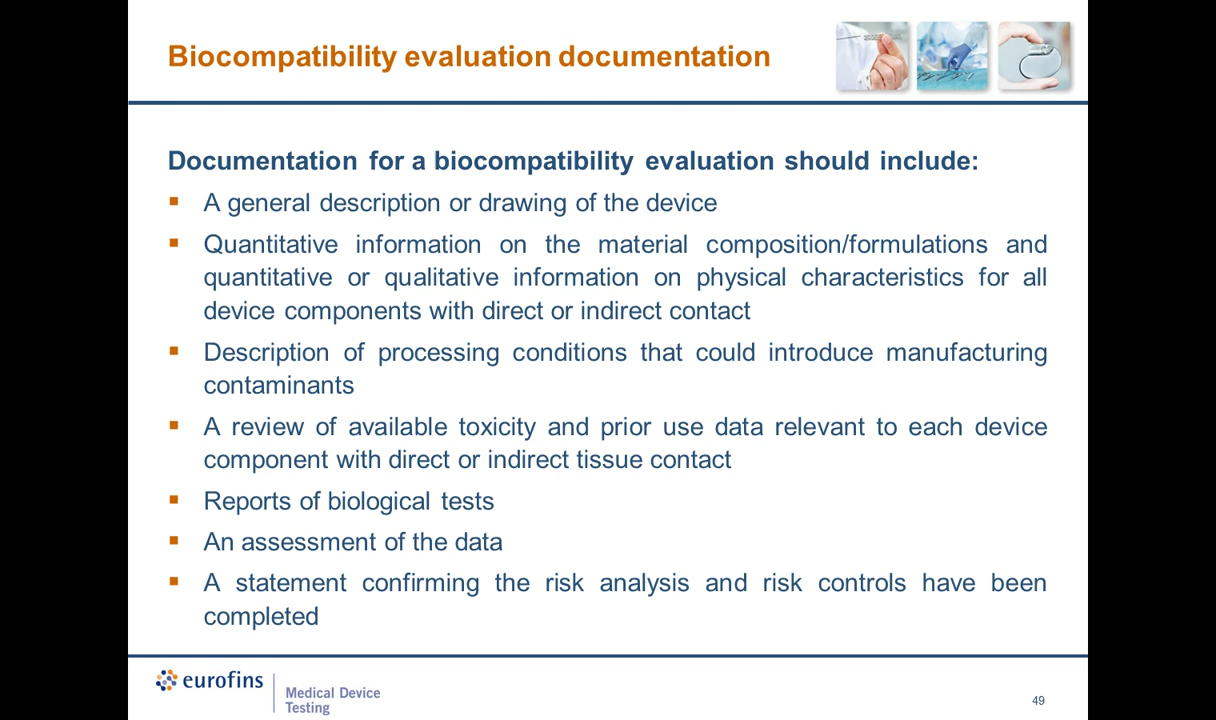 Biocompatibility evaluation documentation
Documentation for a biocompatibility evaluation should include:
▪ A general description or drawing of the device
▪ Quantitative information on the material composition/formulations and
quantitative or qualitative information on physical characteristics for all
device components with direct or indirect contact
▪ Description of processing conditions that could introduce manufacturing
contaminants
▪ A review of available toxicity and prior use data relevant to each device
component with direct or indirect tissue contact
▪ Reports of biological tests
▪ An assessment of the data
▪ A statement confirming the risk analysis and risk controls have been
completed
eurofins
Medical Device
Testing
49